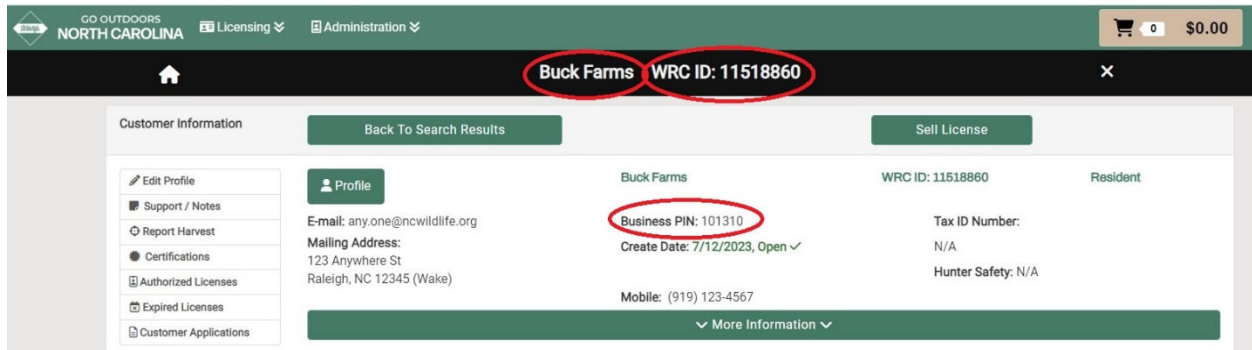 GO OUTDOORS
NORTH CAROLINA
Licensing
Administration
0 $0.00
Buck Farms WRC ID: 11518860
Customer Information
Back To Search Results
Sell License
Edit Profile
Support / Notes
Report Harvest
Certifications
Authorized Licenses
Expired Licenses
Customer Applications
Profile
Buck Farms
WRC ID: 11518860
Resident
E-mail: any.one@ncwildlife.org
Mailing Address:
123 Anywhere St
Raleigh, NC 12345 (Wake)
Business PIN: 101310
Create Date: 7/12/2023, Open
Mobile: (919) 123-4567
Tax ID Number:
N/A
Hunter Safety: N/A
More Information